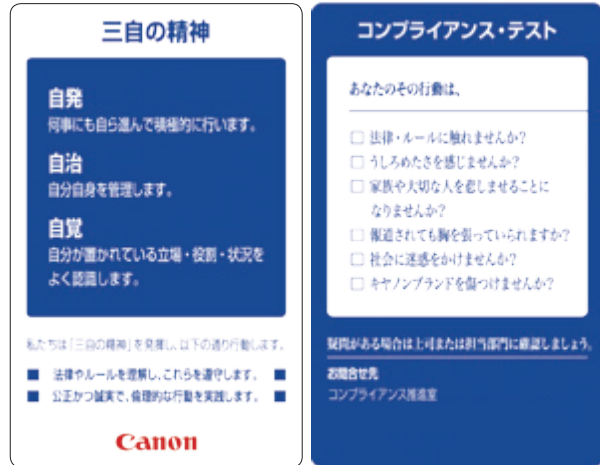 三自の精神
自発
何事にも自ら進んで積極的に行います。
自治
自分自身を管理します。
自覚
自分が置かれている立場・役割・状況を
よく認識します。
私たちは「三自の精神」を発揮し、以下の通り行動します。
■ 法律やルールを理解し、これらを遵守します。 ■
■ 公正かつ誠実で、倫理的な行動を実践します。 ■
Canon
コンプライアンス・テスト
あなたのその行動は、
□ 法律・ルールに触れませんか?
□ うしろめたさを感じませんか?
□ 家族や大切な人を悲しませることに
なりませんか?
□ 報道されても胸を張っていられますか?
□ 社会に迷惑をかけませんか?
□ キヤノンブランドを傷つけませんか?
疑問がある場合は上司または担当部門に確認しましょう。
お問合せ先
コンプライアンス推進室